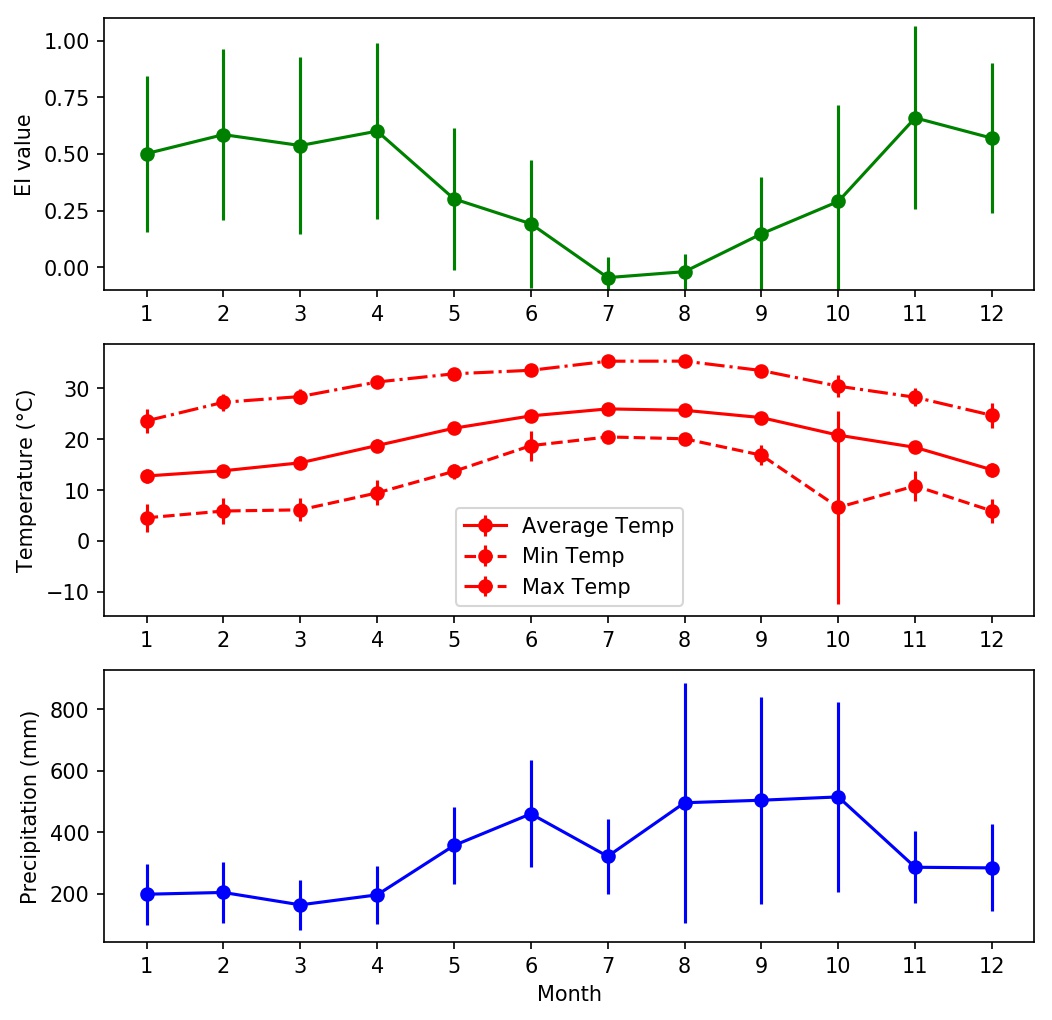 EI value
1.00
0.75
0.50
0.25
0.00
1 2 3 4 5 6 7 8 9 10 11 12
Temperature (°C)
30
20
10
0
−10
Average Temp
Min Temp
Max Temp
1 2 3 4 5 6 7 8 9 10 11 12
Precipitation (mm)
800
600
400
200
1 2 3 4 5 6 7 8 9 10 11 12
Month